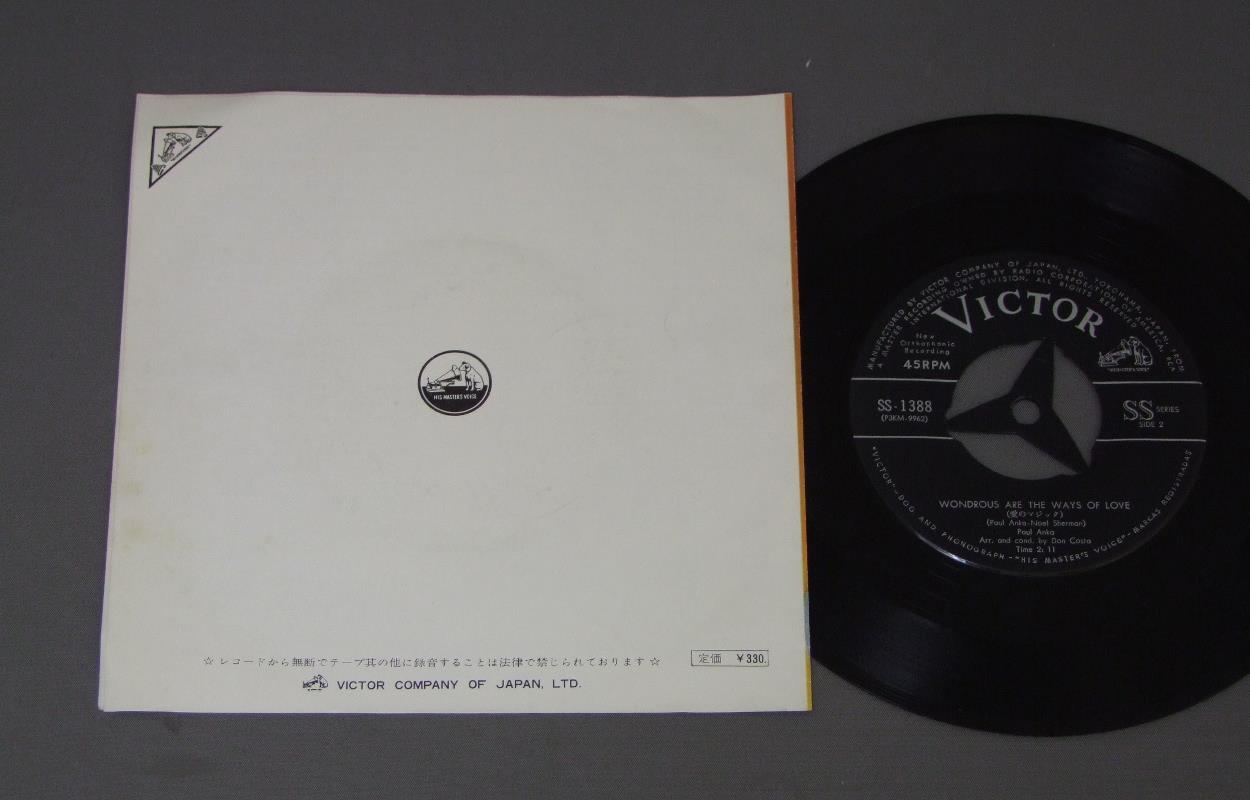 HIS MASTER'S VOICE
☆ レコードから無断でテープ其の他に録音することは法律で禁じられております ☆
定価 ¥330.
VICTOR COMPANY OF JAPAN, LTD.
MANUFACTURED BY VICTOR COMPANY OF JAPAN, LTD. YOKOHAMA, JAPAN, FROM
A MASTER RECORDING OWNED BY RADIO CORPORATION OF AMERICA, RCA
INTERNATIONAL DIVISION, ALL RIGHTS RESERVED
VICTOR
New
Orthophonic
Recording
45RPM
"HIS MASTER'S VOICE"
SS-1388
(P3KM-9962)
SS SERIES
SIDE 2
WONDROUS ARE THE WAYS OF LOVE
(愛のマジック)
(Paul Anka-Noel Sherman)
Paul Anka
Arr. and cond. by Don Costa
Time 2: 11
"VICTOR"-DOG AND PHONOGRAPH-"HIS MASTER'S VOICE"-MARCAS REGISTRADAS